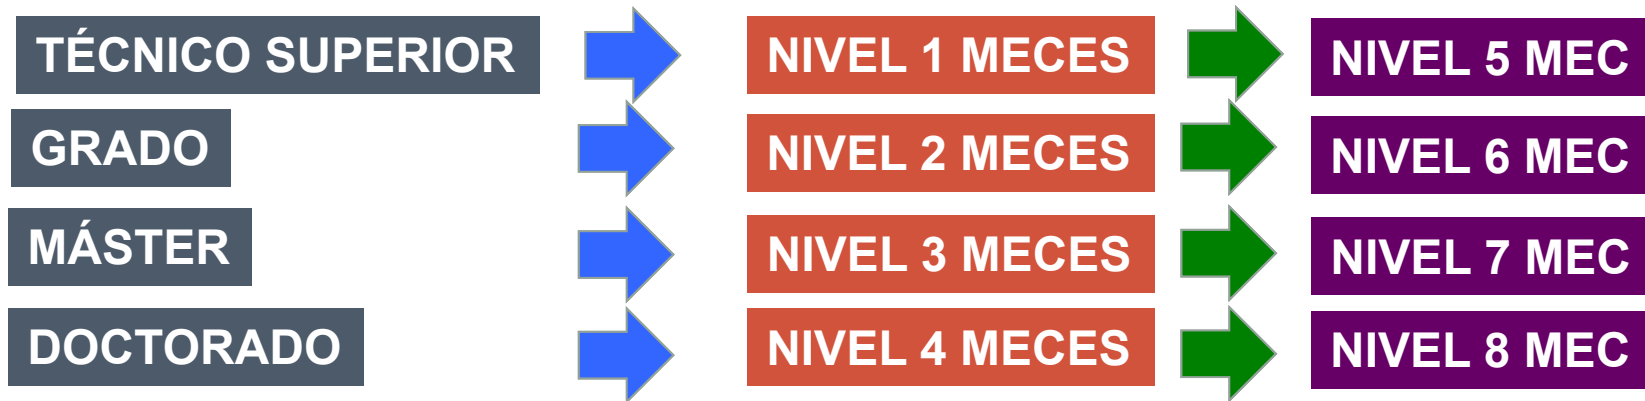 TÉCNICO SUPERIOR NIVEL 1 MECES NIVEL 5 MEC
GRADO NIVEL 2 MECES NIVEL 6 MEC
MÁSTER NIVEL 3 MECES NIVEL 7 MEC
DOCTORADO NIVEL 4 MECES NIVEL 8 MEC